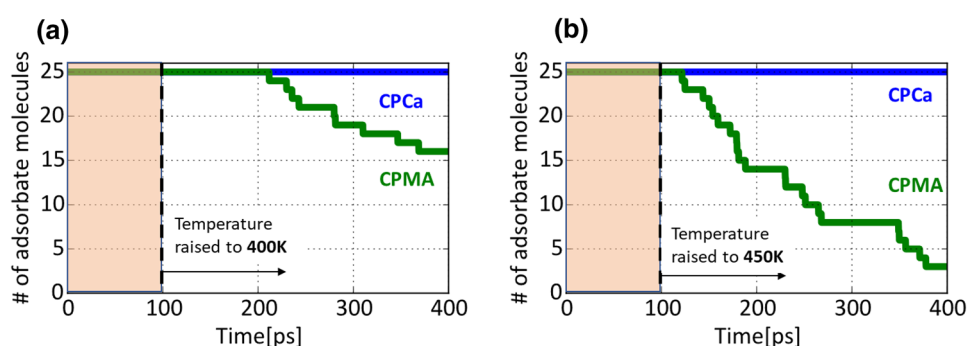 (a)
# of adsorbate molecules
25
20
15
10
5
0
CPCa
CPMA
Temperature
raised to 400K
0 100 200 300 400
Time[ps]
(b)
# of adsorbate molecules
25
20
15
10
5
0
CPCa
CPMA
Temperature
raised to 450K
0 100 200 300 400
Time[ps]